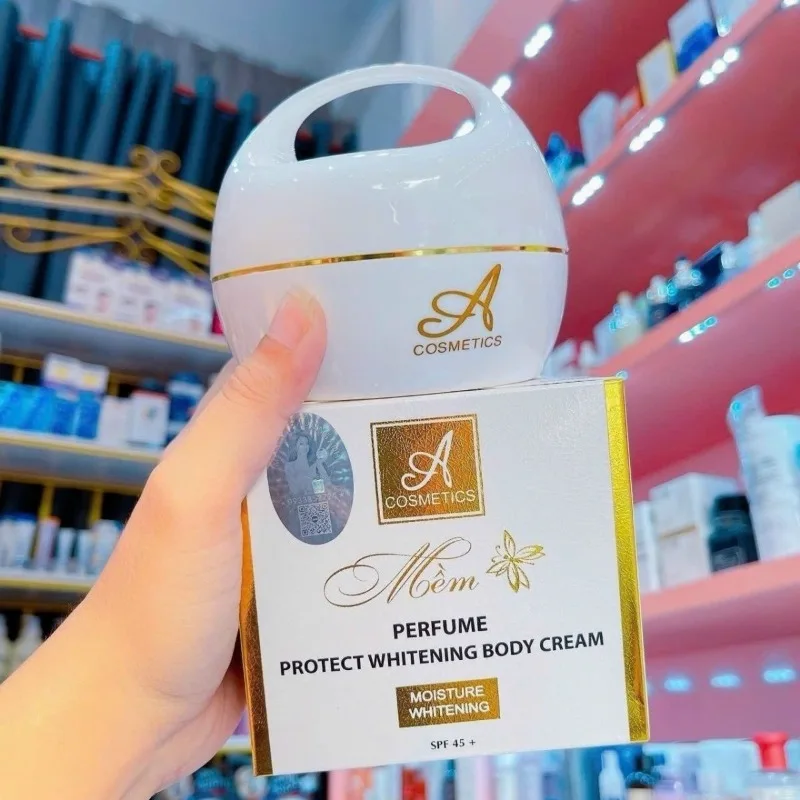 A
COSMETICS
A
COSMETICS
Mềm
PERFUME
PROTECT WHITENING BODY CREAM
MOISTURE
WHITENING
SPF 45 +